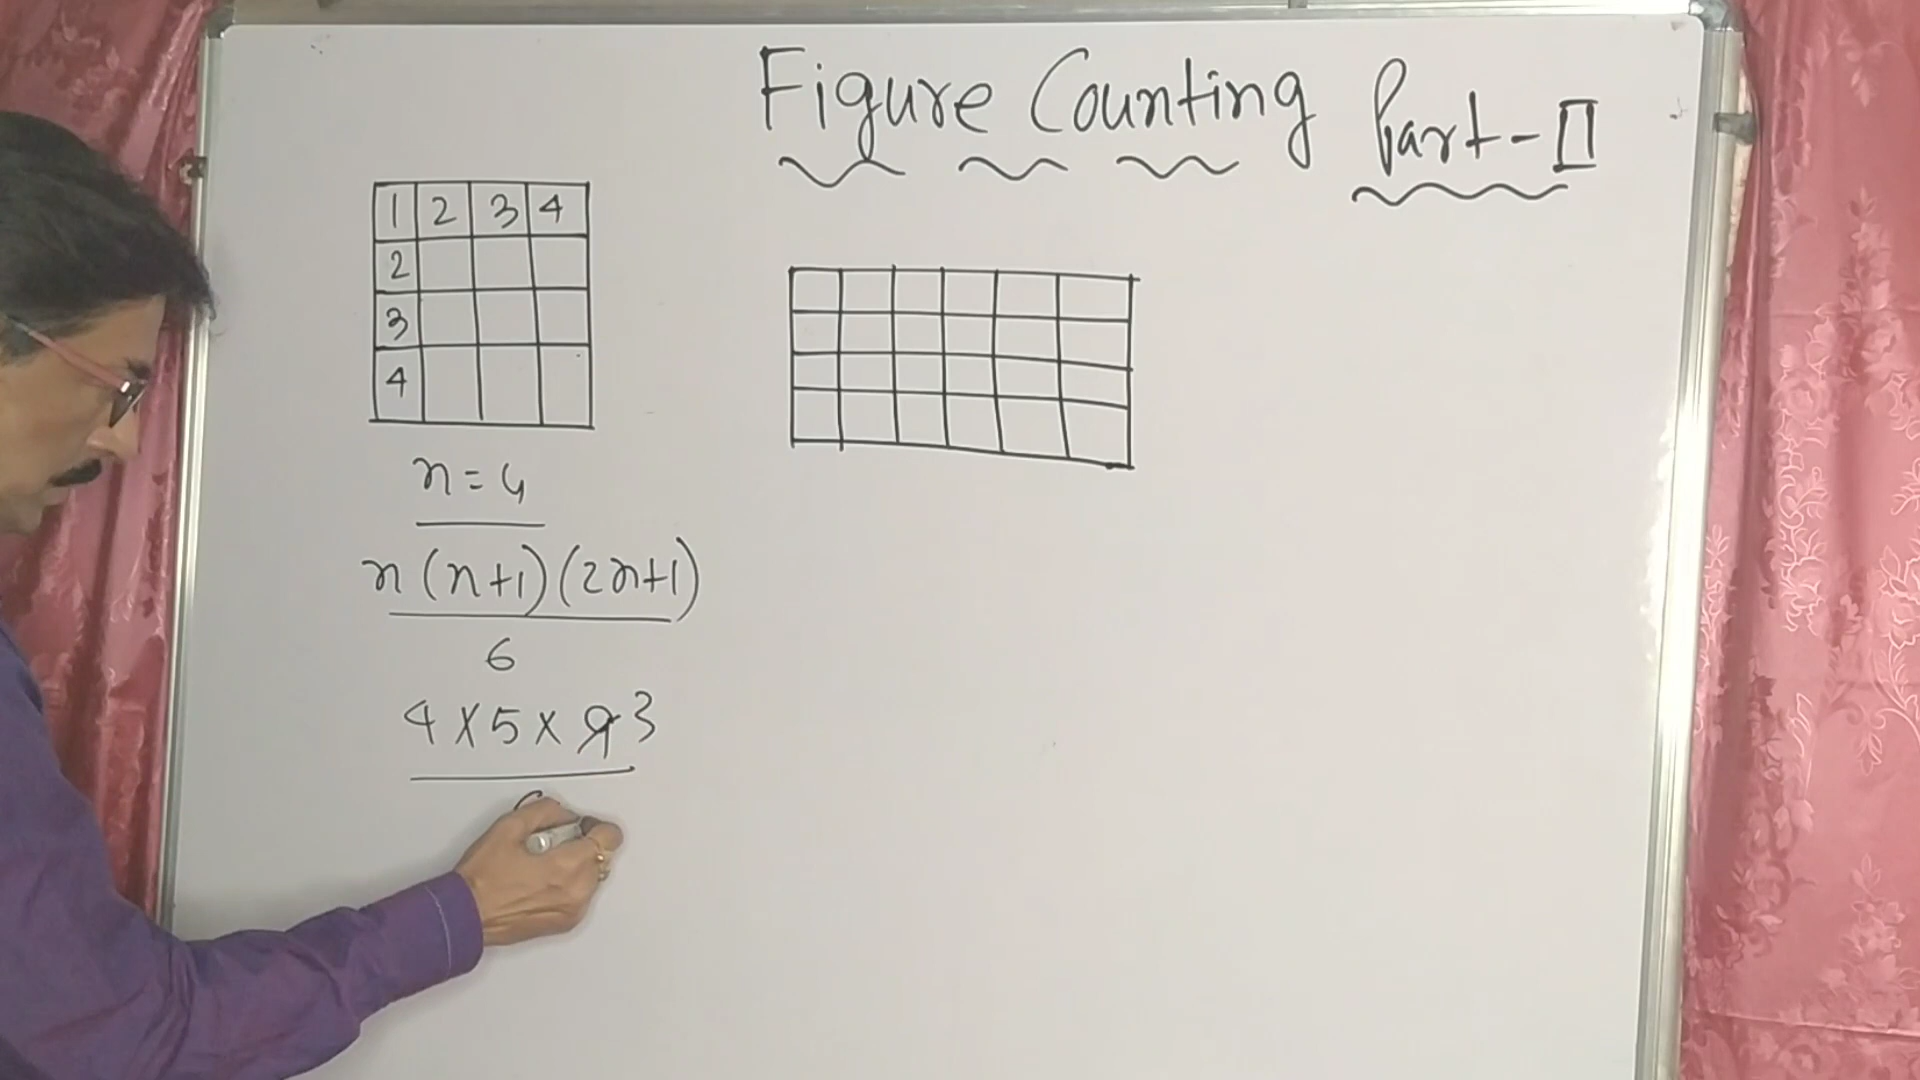 Figure Counting Part-II
1 2 3 4
2
3
4
n = 4
n (n+1) (2n+1)
6
4 X 5 X 9 3